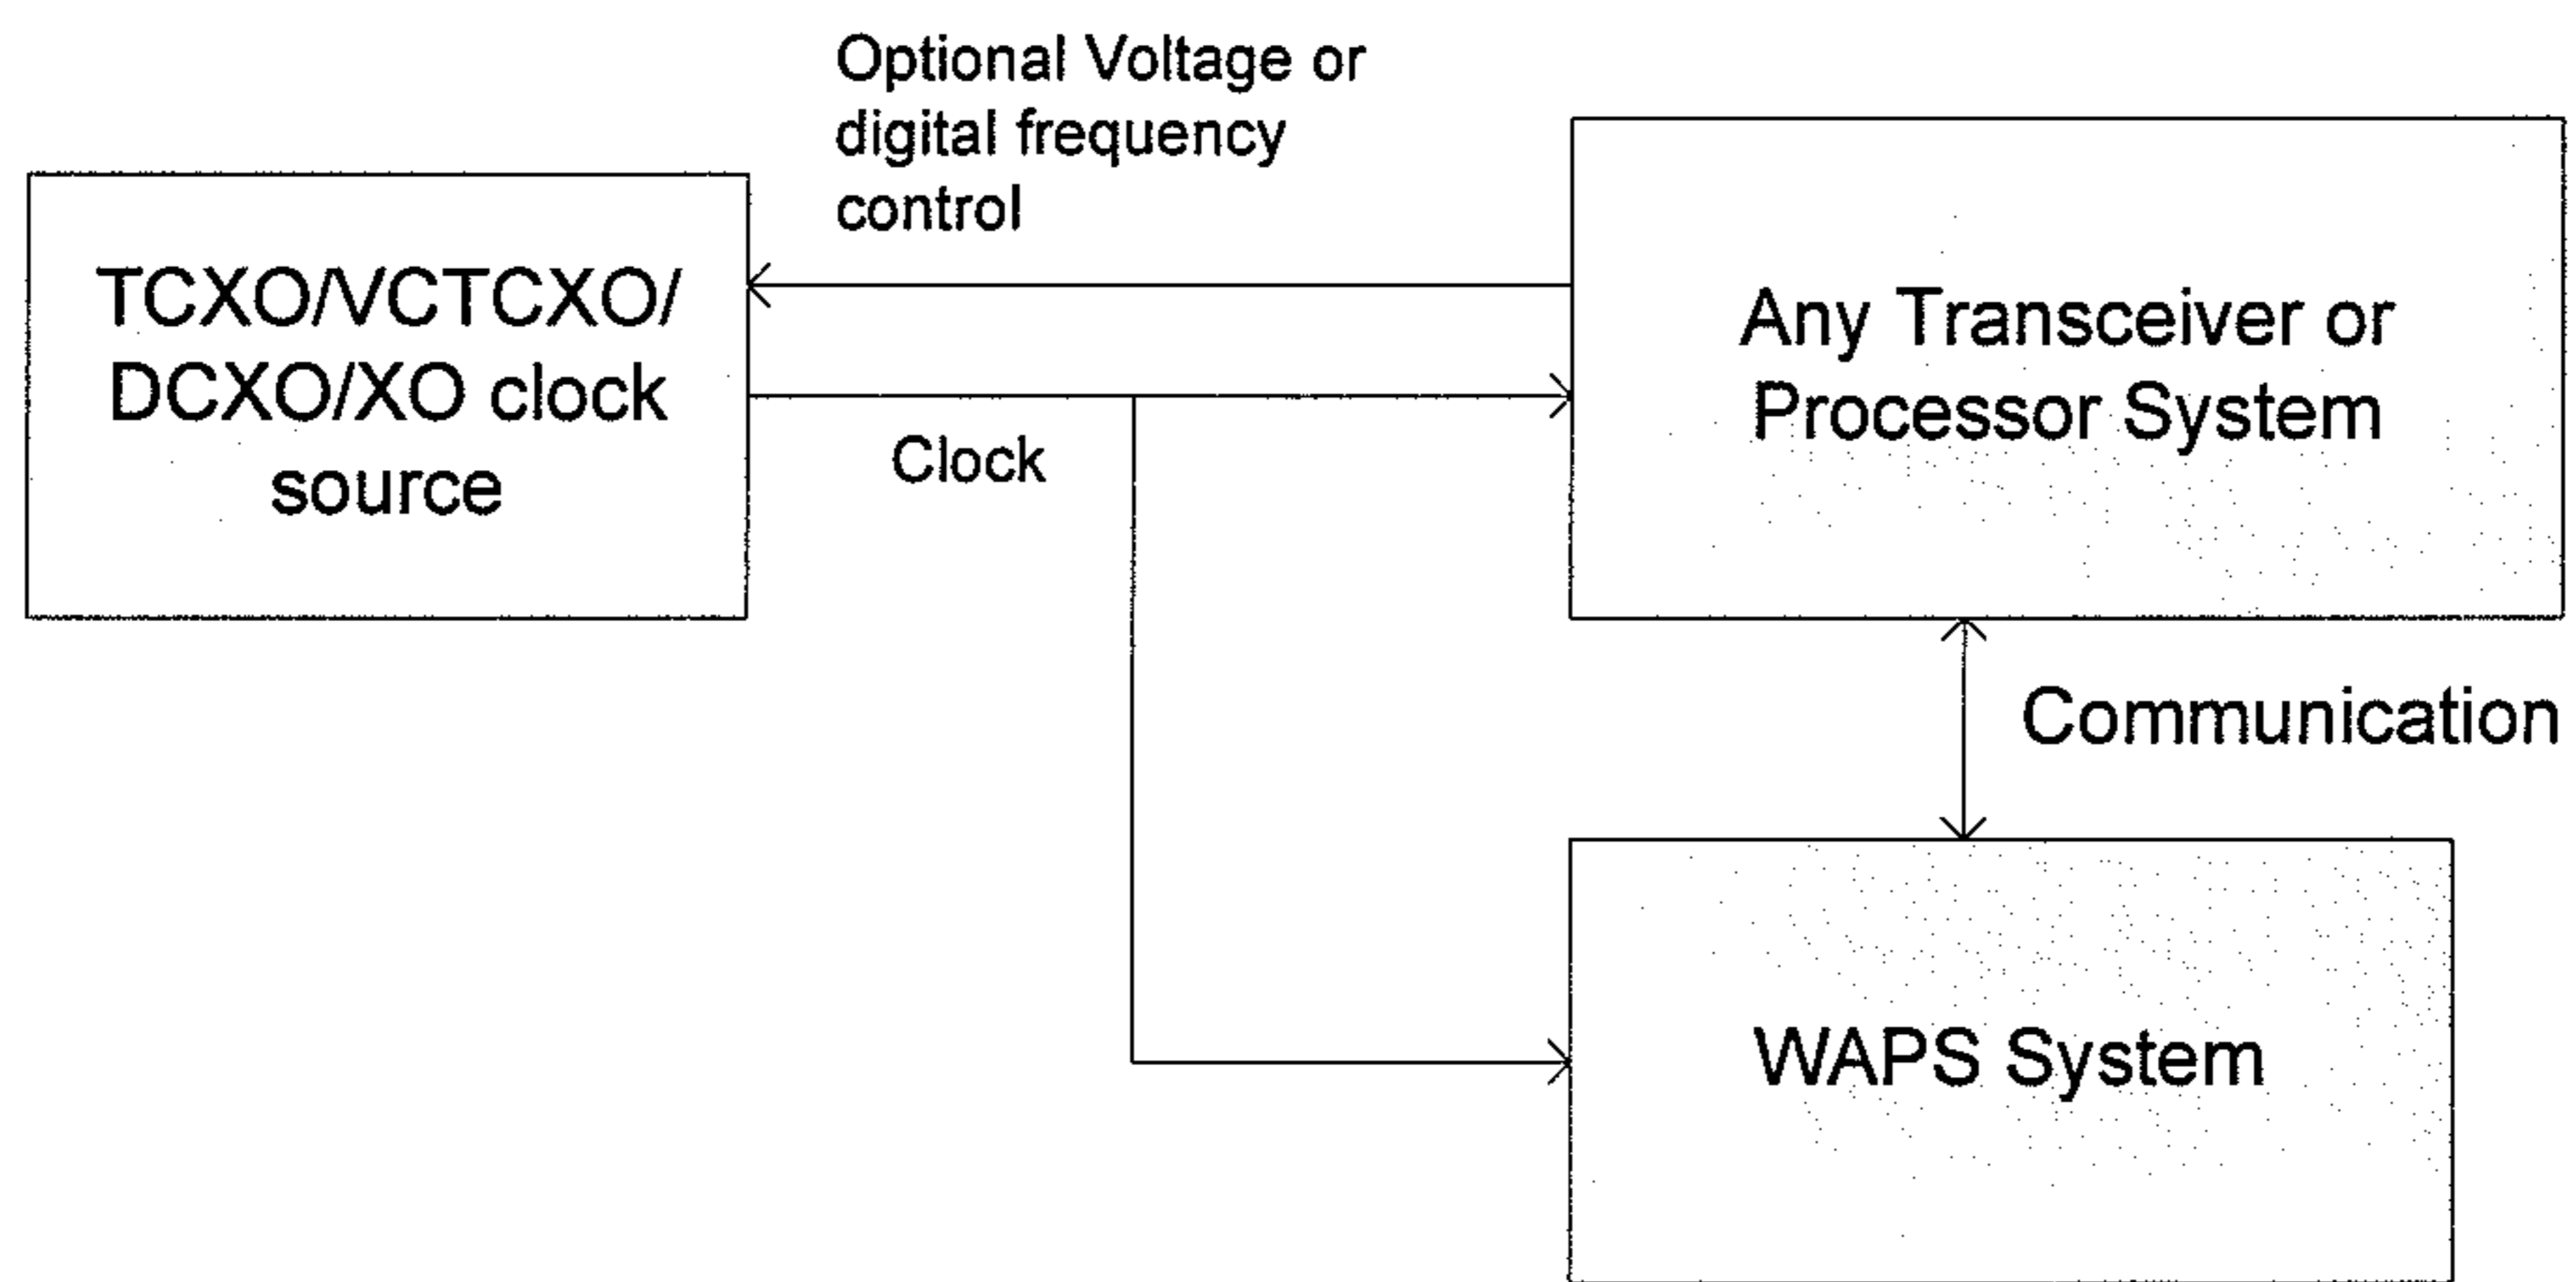 Optional Voltage or
digital frequency
control
TCXO/VCTCXO/
DCXO/XO clock
source
Any Transceiver or
Processor System
Clock
Communication
WAPS System